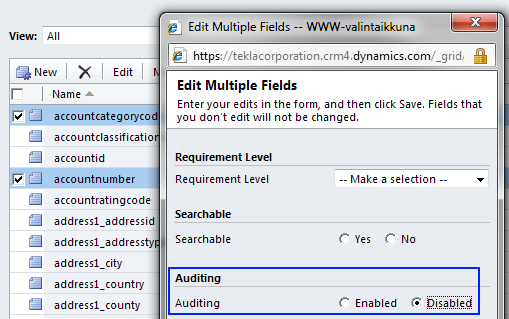 Edit Multiple Fields -- WWW-valintaikkuna
https://teklacorporation.crm4.dynamics.com/_grid/
View: All
New Edit
Name
accountcategorycod
accountclassification
accountid
accountnumber
accountratingcode
address1_addressid
address1_addresstyp
address1_city
address1_country
address1_county
Edit Multiple Fields
Enter your edits in the form, and then click Save. Fields that
you don't edit will not be changed.
Requirement Level
Requirement Level -- Make a selection --
Searchable
Searchable Yes No
Auditing
Auditing Enabled Disabled